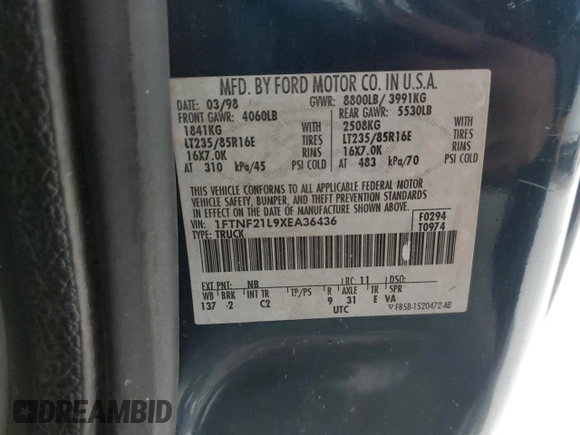 MFD. BY FORD MOTOR CO. IN U.S.A.
DATE: 03/98 GVWR: 8800LB/ 3991KG
FRONT GAWR: 4060LB REAR GAWR: 5530LB
1841KG WITH 2508KG WITH
LT235/85R16E TIRES LT235/85R16E TIRES
16X7.0K RIMS 16X7.0K RIMS
AT 310 kPa/45 PSI COLD AT 483 kPa/70 PSI COLD
THIS VEHICLE CONFORMS TO ALL APPLICABLE FEDERAL MOTOR
VEHICLE SAFETY, BUMPER, AND THEFT PREVENTION STANDARDS
IN EFFECT ON THE DATE OF MANUFACTURE SHOWN ABOVE.
VIN: 1FTNF21L9XEA36436 F0294
TYPE: TRUCK T0974
EXT PNT: NB RC: 11 DSO:
WB BRK INT TR TP/PS R AXLE TR SPR
137 -2 C2 9 31 E VA
UTC ▽ F85B-1520472-AB
DREAMBID